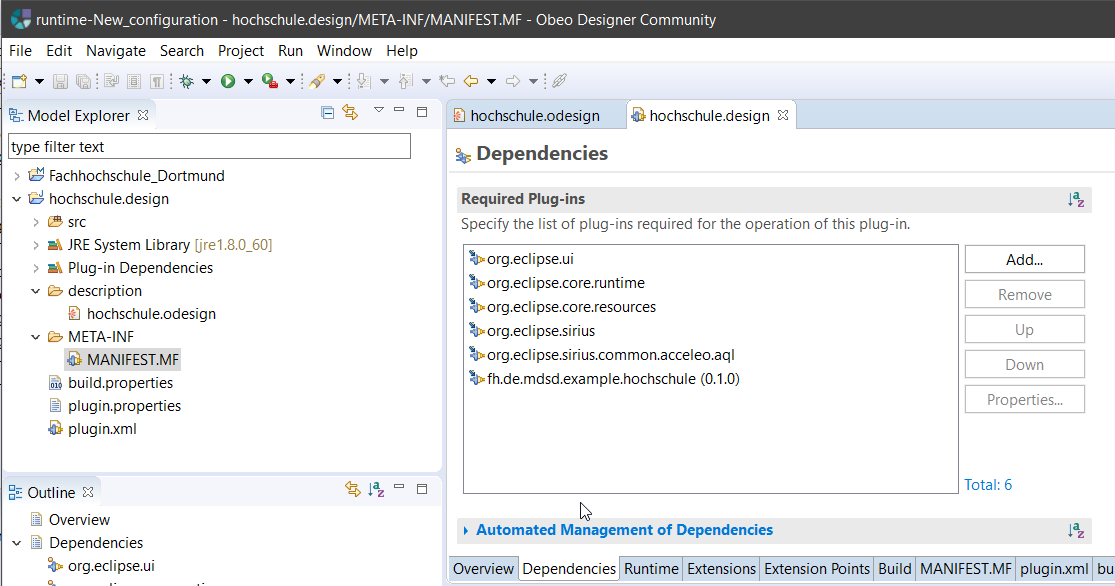 runtime-New_configuration - hochschule.design/META-INF/MANIFEST.MF - Obeo Designer Community
File Edit Navigate Search Project Run Window Help
Model Explorer
type filter text
Fachhochschule_Dortmund
hochschule.design
src
JRE System Library [jre1.8.0_60]
Plug-in Dependencies
description
hochschule.odesign
META-INF
MANIFEST.MF
build.properties
plugin.properties
plugin.xml
Outline
Overview
Dependencies
org.eclipse.ui
hochschule.odesign hochschule.design
Dependencies
Required Plug-ins
Specify the list of plug-ins required for the operation of this plug-in.
org.eclipse.ui
org.eclipse.core.runtime
org.eclipse.core.resources
org.eclipse.sirius
org.eclipse.sirius.common.acceleo.aql
fh.de.mdsd.example.hochschule (0.1.0)
Add...
Remove
Up
Down
Properties...
Total: 6
Automated Management of Dependencies
Overview Dependencies Runtime Extensions Extension Points Build MANIFEST.MF plugin.xml bu